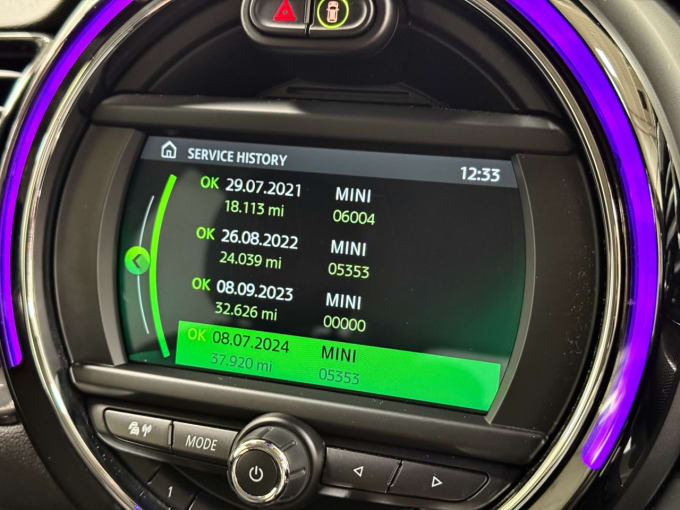 SERVICE HISTORY 12:33
OK 29.07.2021 MINI
18.113 mi 06004
OK 26.08.2022 MINI
24.039 mi 05353
OK 08.09.2023 MINI
32.626 mi 00000
OK 08.07.2024 MINI
37.920 mi 05353
MODE
1